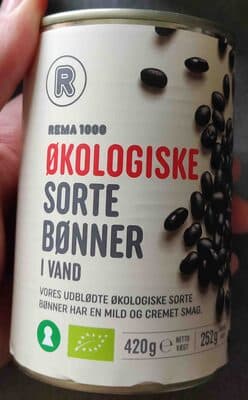 R
REMA 1000
ØKOLOGISKE
SORTE
BØNNER
I VAND
VORES UDBLØDTE ØKOLOGISKE SORTE
BØNNER HAR EN MILD OG CREMET SMAG.
420g e NETTO VÆGT 252g